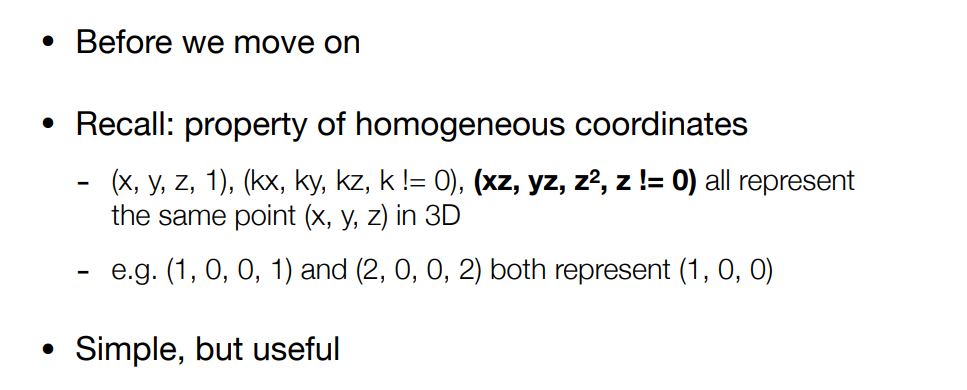 • Before we move on
• Recall: property of homogeneous coordinates
- (x, y, z, 1), (kx, ky, kz, k != 0), (xz, yz, z², z != 0) all represent
the same point (x, y, z) in 3D
- e.g. (1, 0, 0, 1) and (2, 0, 0, 2) both represent (1, 0, 0)
• Simple, but useful